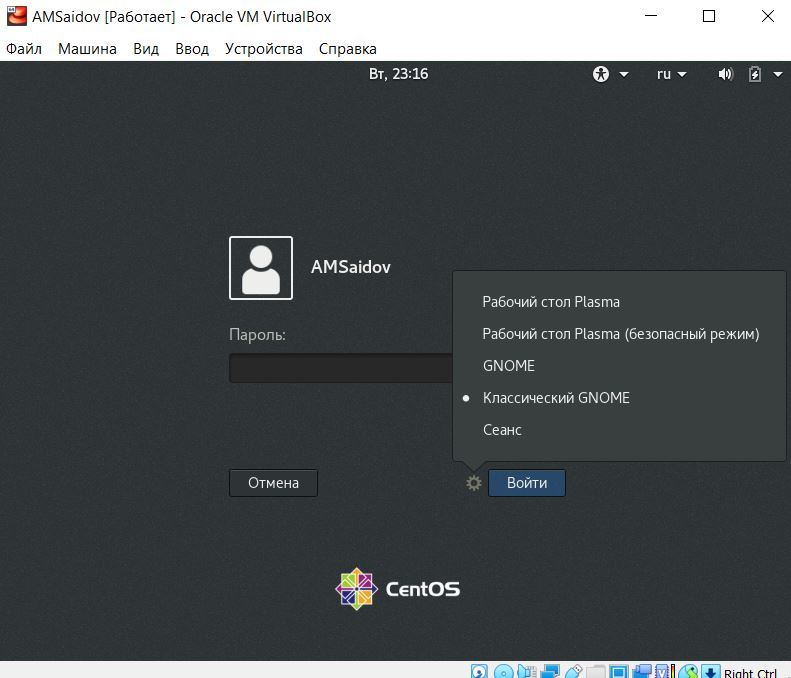 AMSaidov [Работает] - Oracle VM VirtualBox
Файл Машина Вид Ввод Устройства Справка
Вт, 23:16 ru
AMSaidov
Пароль:
Рабочий стол Plasma
Рабочий стол Plasma (безопасный режим)
GNOME
Классический GNOME
Сеанс
Отмена Войти
CentOS
Right Ctrl